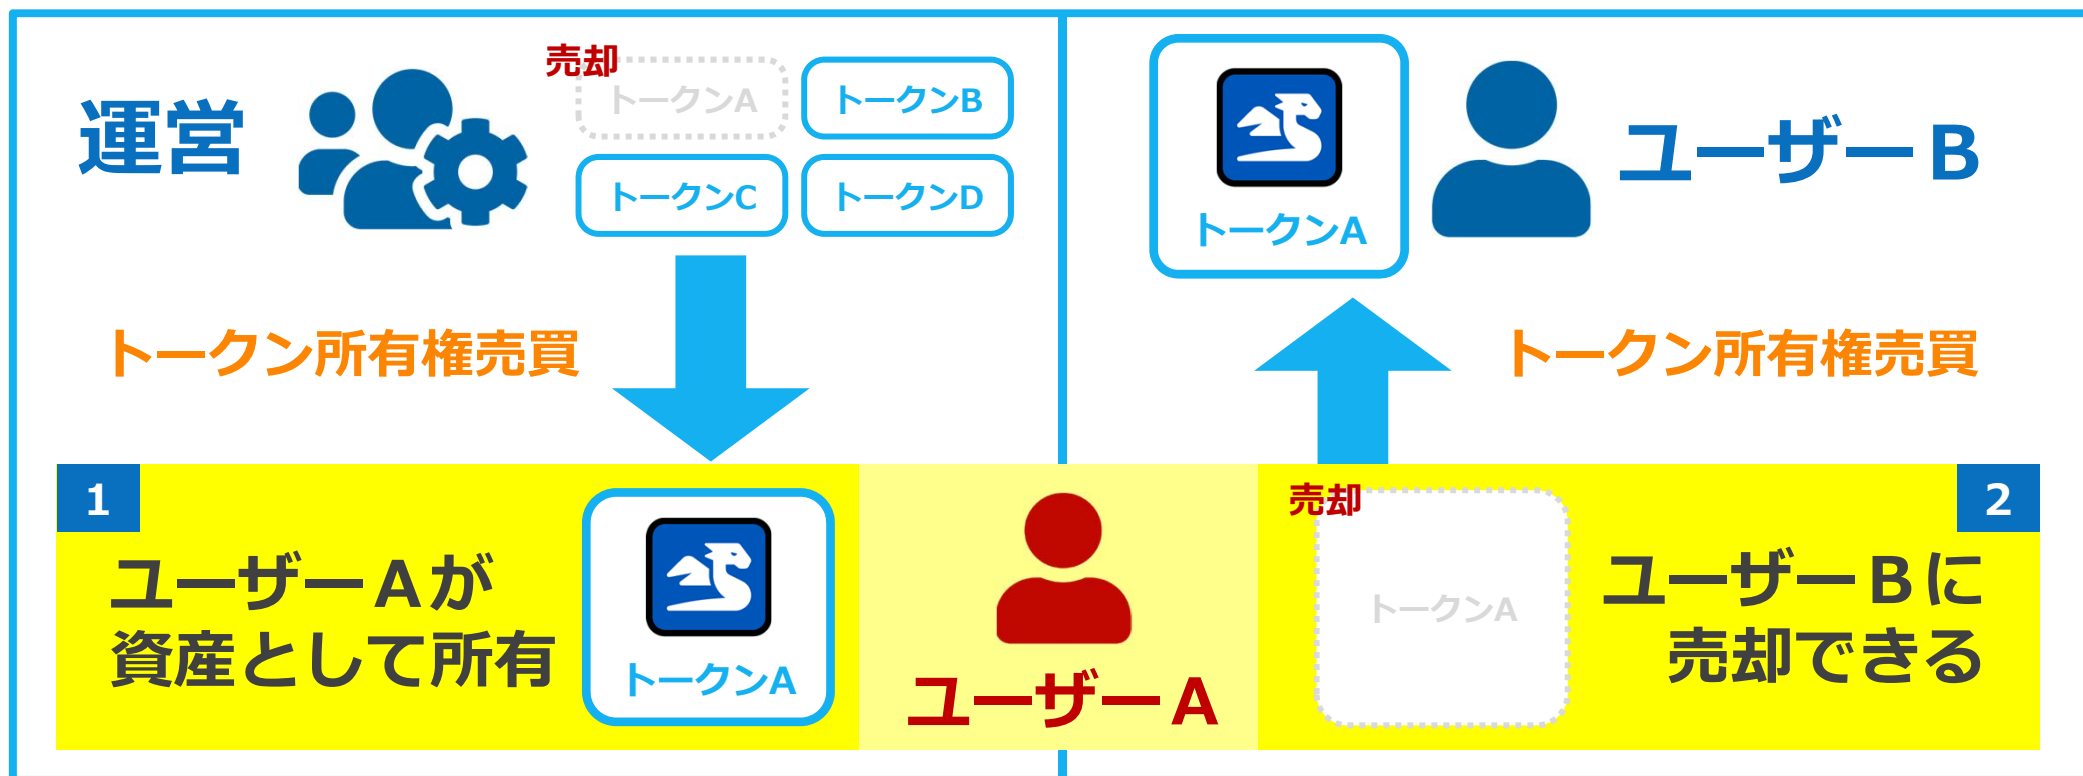 運営
売却
トークンA
トークンB
トークンC
トークンD
トークン所有権売買
トークンA
ユーザーB
トークン所有権売買
1
ユーザーAが
資産として所有
トークンA
ユーザーA
売却
トークンA
2
ユーザーBに
売却できる